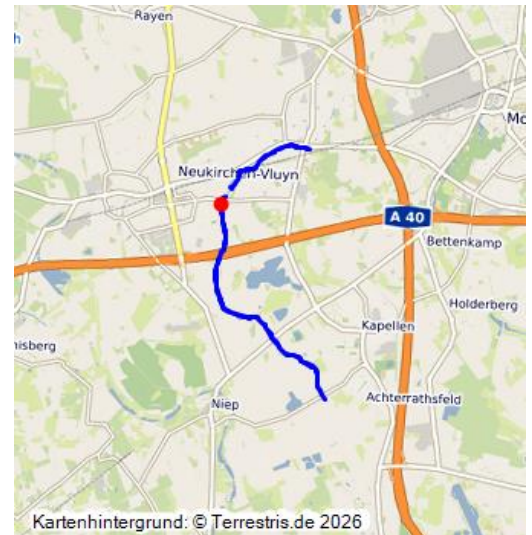 Rayen
Mo
Neukirchen-Vluyn
A 40
Bettenkamp
Holderberg
Kapellen
nisberg
Achterrathsfeld
Niep
Kartenhintergrund: © Terrestris.de 2026